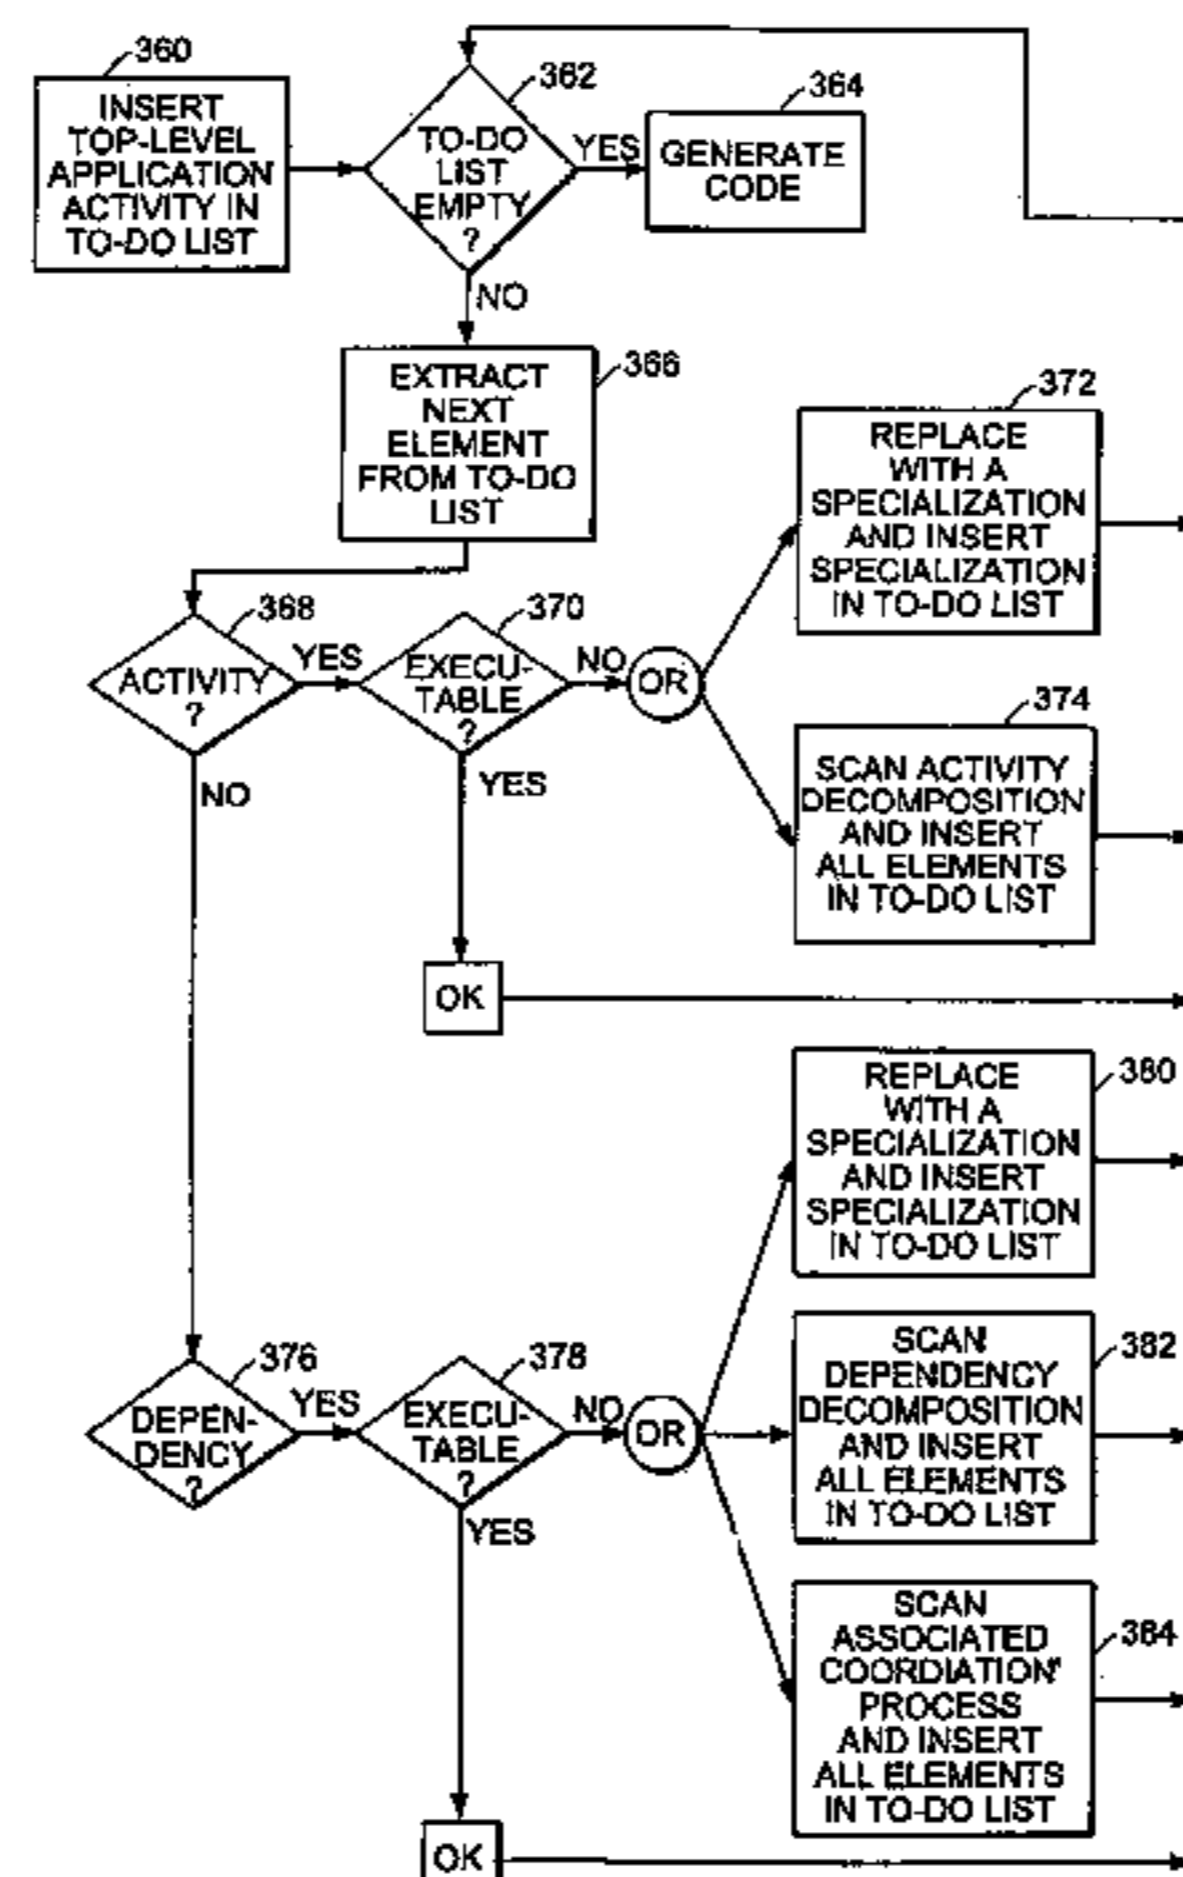 360
INSERT
TOP-LEVEL
APPLICATION
ACTIVITY IN
TO-DO LIST
362
TO-DO
LIST
EMPTY
?
YES
364
GENERATE
CODE
NO
366
EXTRACT
NEXT
ELEMENT
FROM TO-DO
LIST
368
ACTIVITY
?
YES
370
EXECU-
TABLE
?
NO
OR
372
REPLACE
WITH A
SPECIALIZATION
AND INSERT
SPECIALIZATION
IN TO-DO LIST
374
SCAN ACTIVITY
DECOMPOSITION
AND INSERT
ALL ELEMENTS
IN TO-DO LIST
NO
YES
OK
380
REPLACE
WITH A
SPECIALIZATION
AND INSERT
SPECIALIZATION
IN TO-DO LIST
376
DEPEN-
DENCY
?
YES
378
EXECU-
TABLE
?
NO
OR
382
SCAN
DEPENDENCY
DECOMPOSITION
AND INSERT
ALL ELEMENTS
IN TO-DO LIST
YES
384
SCAN
ASSOCIATED
COORDIATION
PROCESS
AND INSERT
ALL ELEMENTS
IN TO-DO LIST
OK